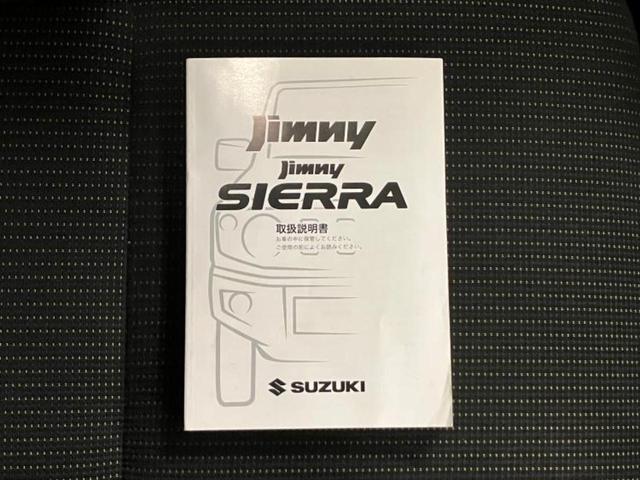 Jimny
Jimny
SIERRA
取扱説明書
お車の中に保管してください。
ご使用の前によくお読みください。
SUZUKI